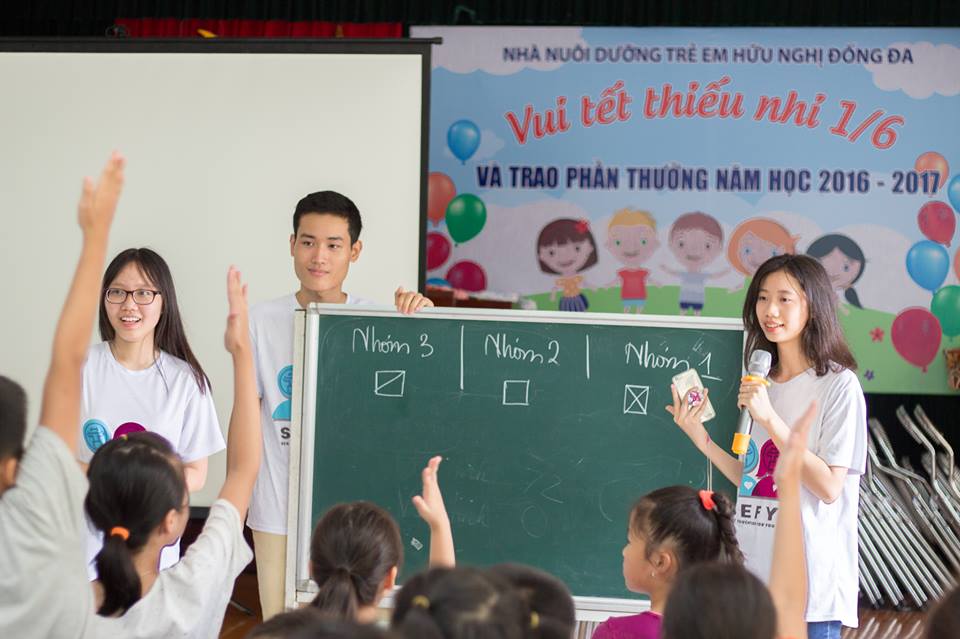 NHÀ NUÔI DƯỠNG TRẺ EM HỮU NGHỊ ĐỐNG ĐA
Vui tết thiếu nhi 1/6
VÀ TRAO PHẦN THƯỞNG NĂM HỌC 2016 - 2017
Nhóm 3
Nhóm 2
Nhóm 1